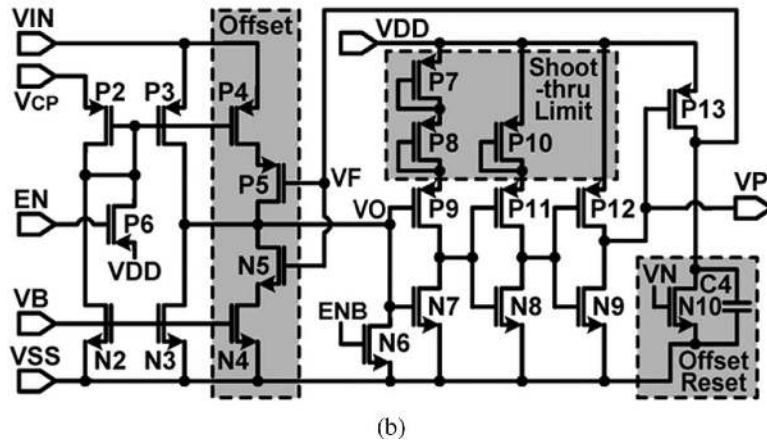 VIN
Offset
VDD
VCP
P2
P3
P4
P7
Shoot
-thru
Limit
P13
P8
P10
P5
VF
EN
P6
VDD
VO
P9
P11
P12
VP
N5
VB
N2
N3
N4
ENB
N6
N7
N8
N9
VN
C4
N10
Offset
Reset
VSS
(b)